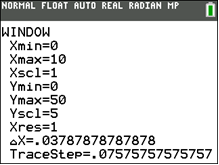 NORMAL FLOAT AUTO REAL RADIAN MP
WINDOW
Xmin=0
Xmax=10
Xscl=1
Ymin=0
Ymax=50
Yscl=5
Xres=1
△X=.03787878787878
TraceStep=.07575757575757